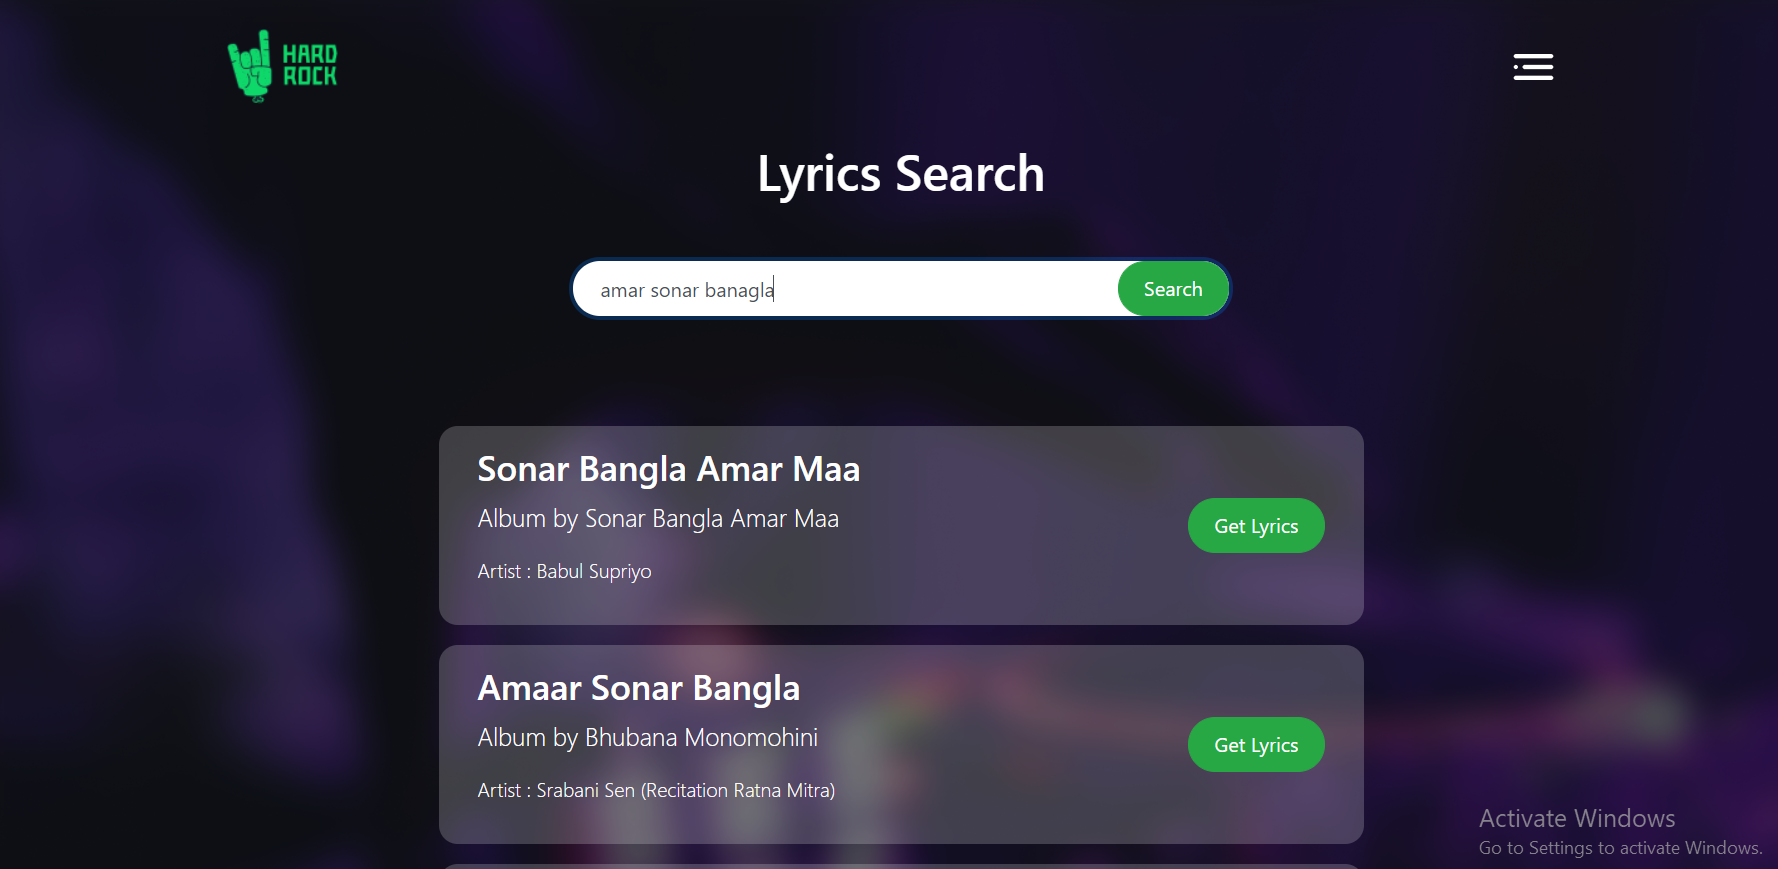 HARD
ROCK
Lyrics Search
amar sonar banagla
Search
Sonar Bangla Amar Maa
Album by Sonar Bangla Amar Maa
Artist : Babul Supriyo
Get Lyrics
Amaar Sonar Bangla
Album by Bhubana Monomohini
Artist : Srabani Sen (Recitation Ratna Mitra)
Get Lyrics
Activate Windows
Go to Settings to activate Windows.